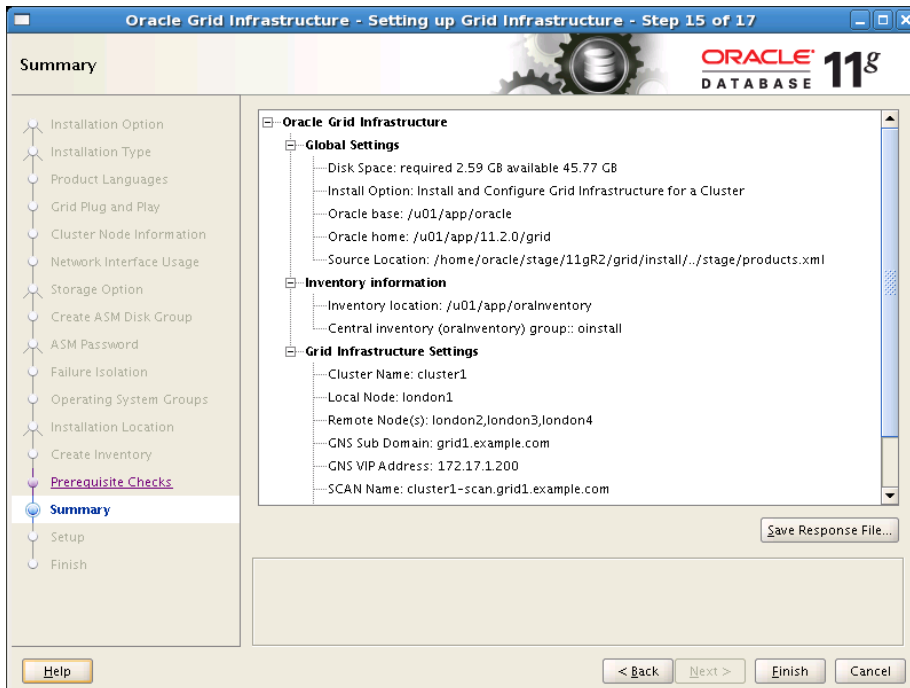 Oracle Grid Infrastructure - Setting up Grid Infrastructure - Step 15 of 17
Summary
ORACLE
DATABASE
11g
Installation Option
Installation Type
Product Languages
Grid Plug and Play
Cluster Node Information
Network Interface Usage
Storage Option
Create ASM Disk Group
ASM Password
Failure Isolation
Operating System Groups
Installation Location
Create Inventory
Prerequisite Checks
Summary
Setup
Finish
Oracle Grid Infrastructure
Global Settings
Disk Space: required 2.59 GB available 45.77 GB
Install Option: Install and Configure Grid Infrastructure for a Cluster
Oracle base: /u01/app/oracle
Oracle home: /u01/app/11.2.0/grid
Source Location: /home/oracle/stage/11gR2/grid/install/../stage/products.xml
Inventory information
Inventory location: /u01/app/oraInventory
Central inventory (oraInventory) group:: oinstall
Grid Infrastructure Settings
Cluster Name: cluster1
Local Node: london1
Remote Node(s): london2,london3,london4
GNS Sub Domain: grid1.example.com
GNS VIP Address: 172.17.1.200
SCAN Name: cluster1-scan.grid1.example.com
Save Response File...
Help
< Back
Next >
Finish
Cancel